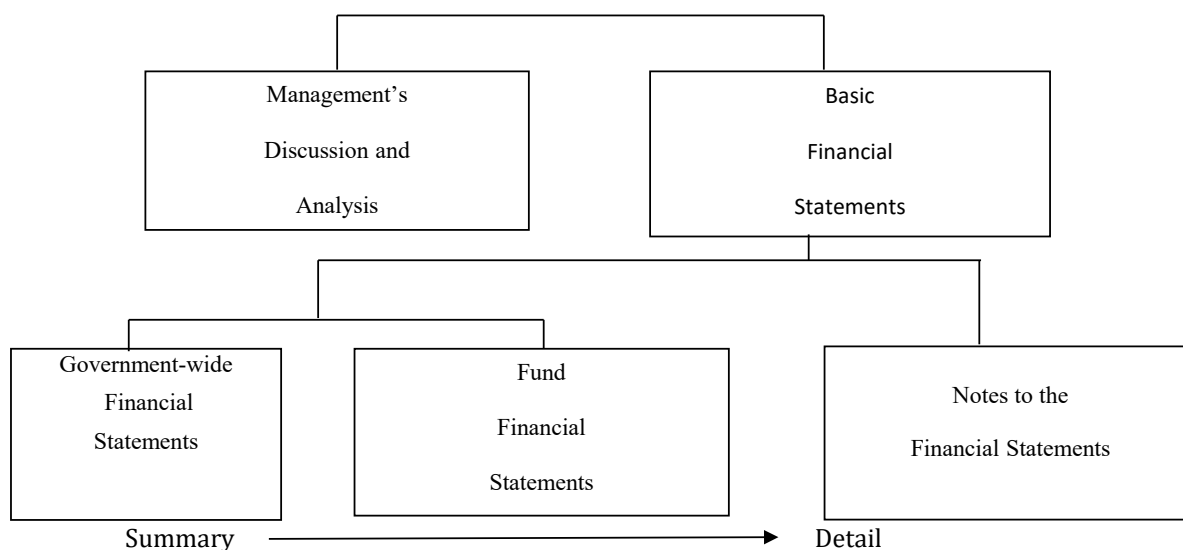 Management’s
Discussion and
Analysis
Basic
Financial
Statements
Government-wide
Financial
Statements
Fund
Financial
Statements
Notes to the
Financial Statements
Summary
Detail